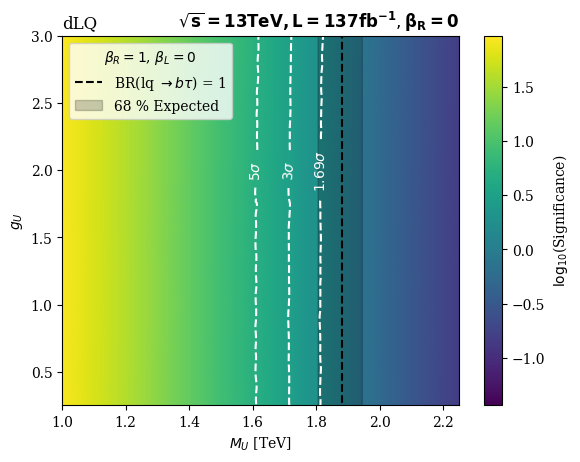 dLQ
√s = 13TeV, L = 137fb⁻¹, β_R = 0
β_R = 1, β_L = 0
BR(lq → bτ) = 1
68 % Expected
5σ
3σ
1.69σ
g_U
3.0
2.5
2.0
1.5
1.0
0.5
1.0 1.2 1.4 1.6 1.8 2.0 2.2
M_U [TeV]
1.5
1.0
0.5
0.0
−0.5
−1.0
log₁₀(Significance)